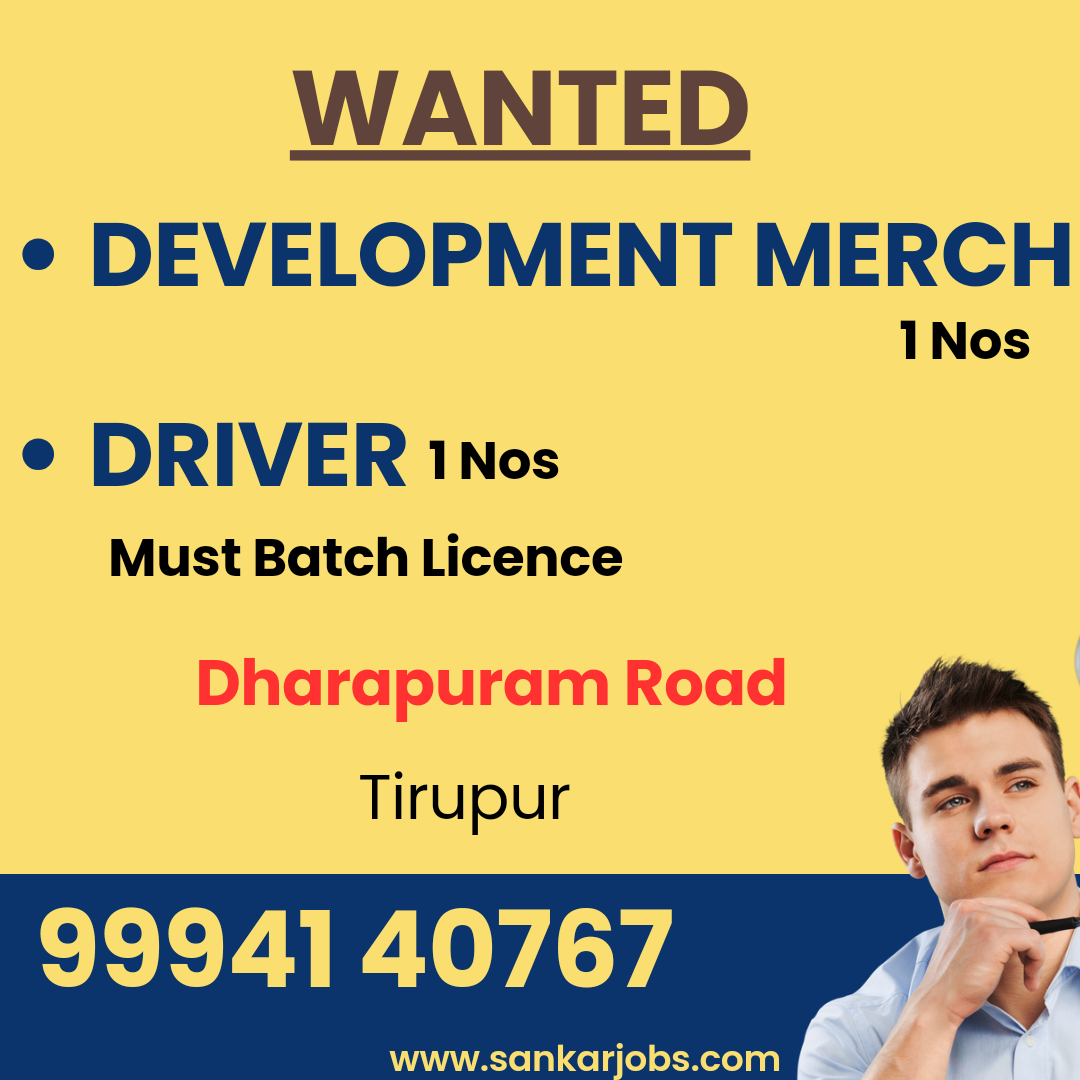 WANTED
• DEVELOPMENT MERCH
1 Nos
• DRIVER 1 Nos
Must Batch Licence
Dharapuram Road
Tirupur
99941 40767
www.sankarjobs.com